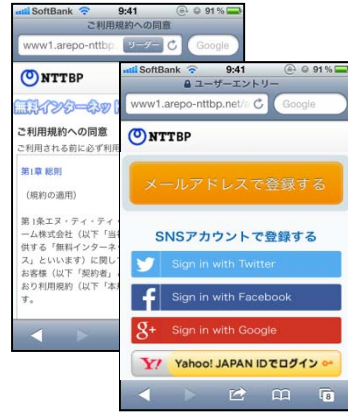 SoftBank 9:41 91%
ご利用規約への同意
www1.arepo-nttbp. リーダー Google
NTTBP
無料インターネッ
ご利用規約への同意
ご利用される前に必ず利用
第1章 総則
（規約の適用）
第1条エヌ・ティ・ティ・
ーム株式会社（以下「当
供する「無料インターネ
ス」といいます）に関し
お客様（以下「契約者」
おり利用規約（以下「本
す。
SoftBank 9:41 91%
ユーザーエントリー
www1.arepo-nttbp.net/ Google
NTTBP
メールアドレスで登録する
SNSアカウントで登録する
Sign in with Twitter
Sign in with Facebook
g+ Sign in with Google
Y! Yahoo! JAPAN IDでログイン
8